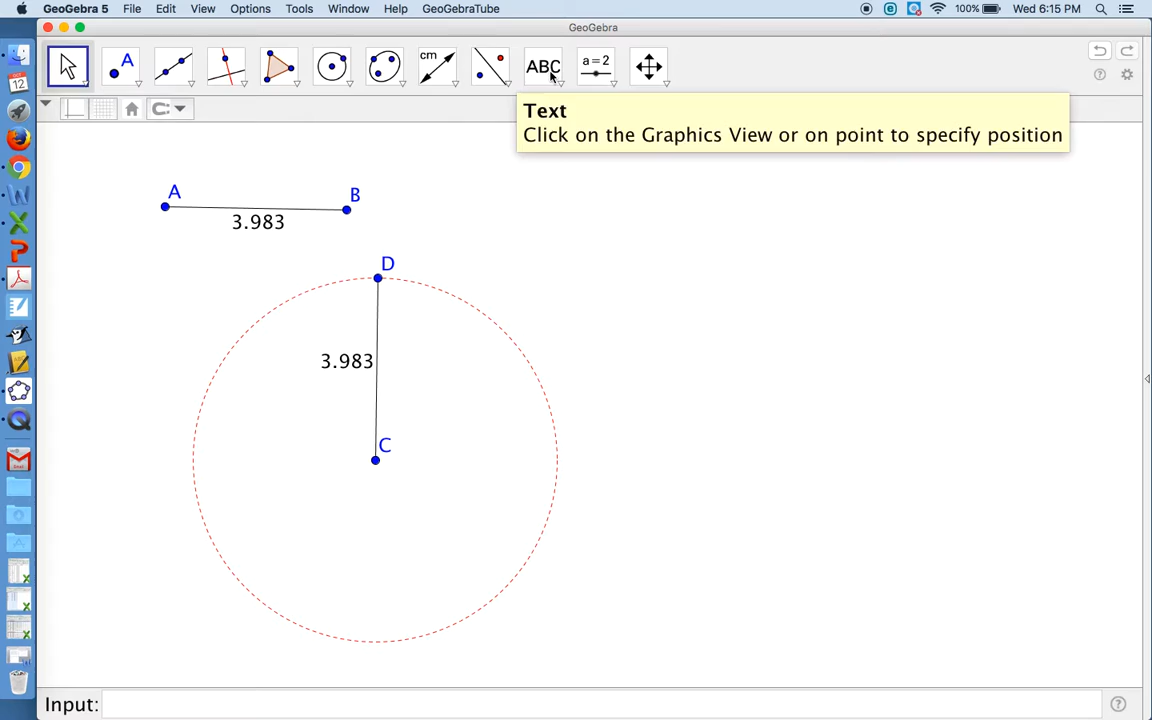 GeoGebra 5 File Edit View Options Tools Window Help GeoGebraTube 100% Wed 6:15 PM
GeoGebra
A cm ABC a=2
Text
Click on the Graphics View or on point to specify position
A B
3.983
D
3.983
C
Input:
12